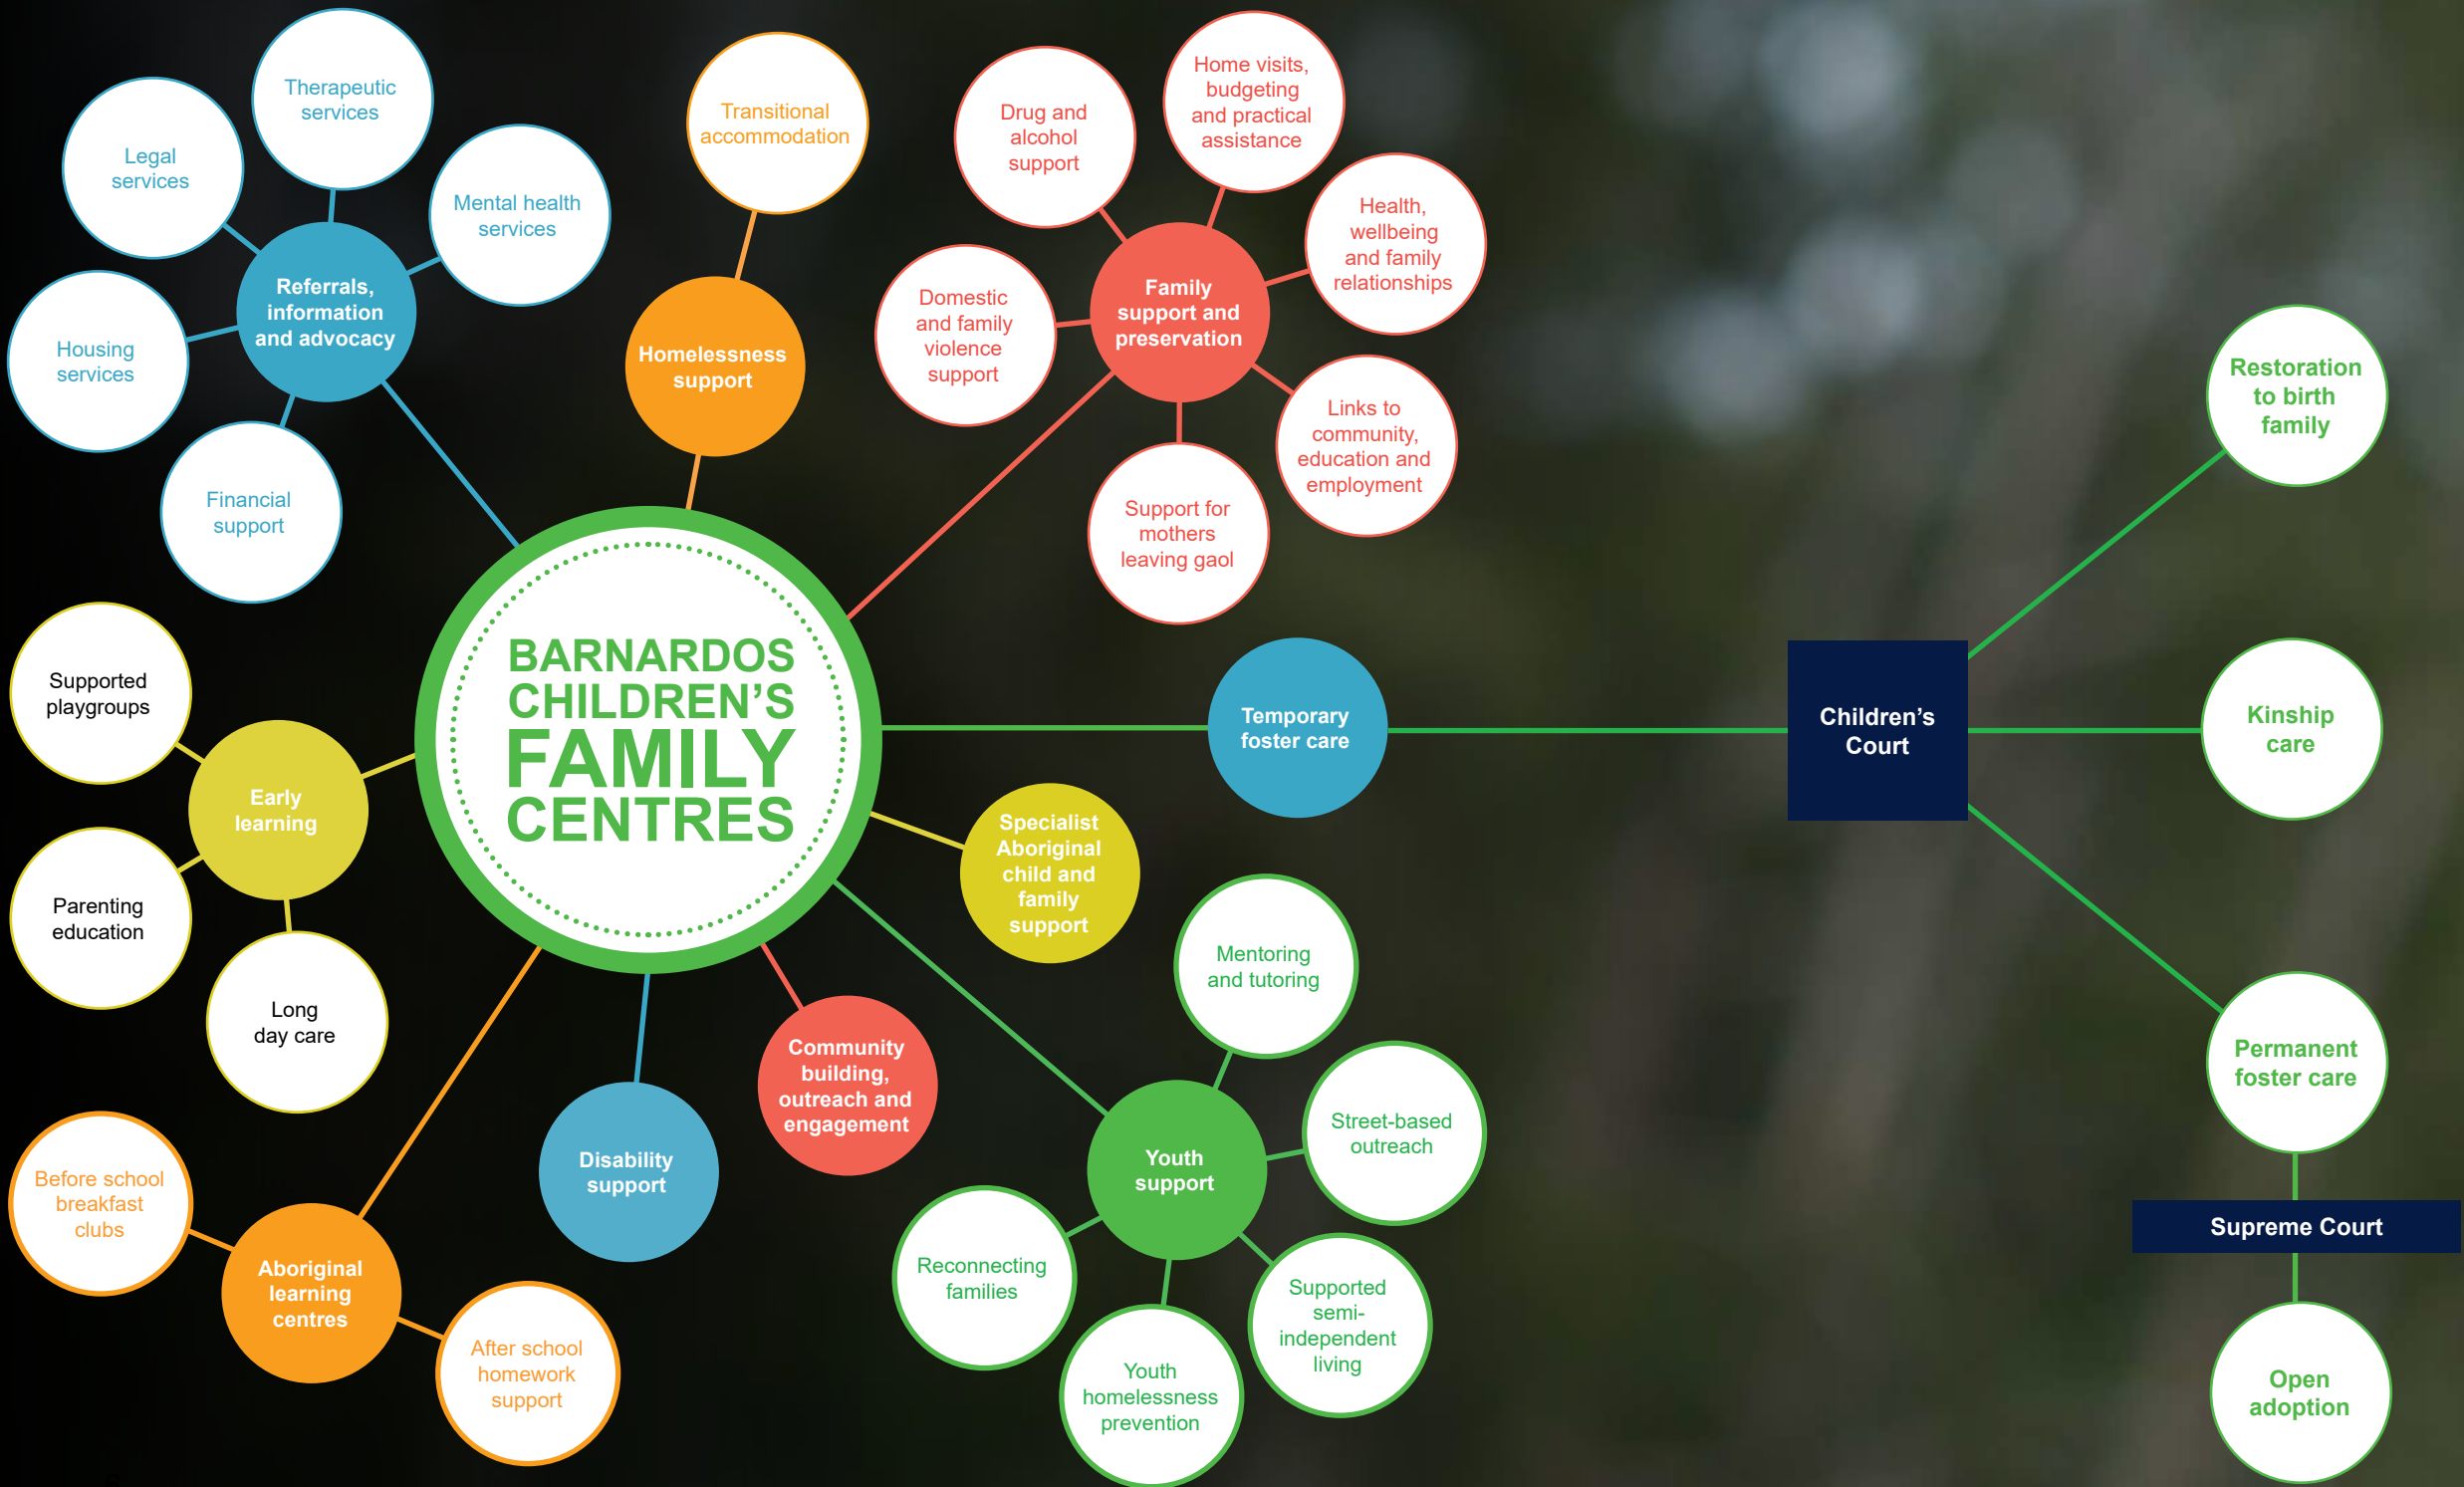 Therapeutic
services
Legal
services
Mental health
services
Referrals,
information
and advocacy
Housing
services
Financial
support
Transitional
accommodation
Homelessness
support
Drug and
alcohol
support
Home visits,
budgeting
and practical
assistance
Health,
wellbeing
and family
relationships
Family
support and
preservation
Domestic
and family
violence
support
Links to
community,
education and
employment
Support for
mothers
leaving gaol
BARNARDOS
CHILDREN’S
FAMILY
CENTRES
Supported
playgroups
Early
learning
Parenting
education
Long
day care
Temporary
foster care
Children’s
Court
Restoration
to birth
family
Kinship
care
Permanent
foster care
Supreme Court
Open
adoption
Specialist
Aboriginal
child and
family
support
Mentoring
and tutoring
Street-based
outreach
Youth
support
Reconnecting
families
Supported
semi-
independent
living
Youth
homelessness
prevention
Community
building,
outreach and
engagement
Disability
support
Before school
breakfast
clubs
Aboriginal
learning
centres
After school
homework
support
6